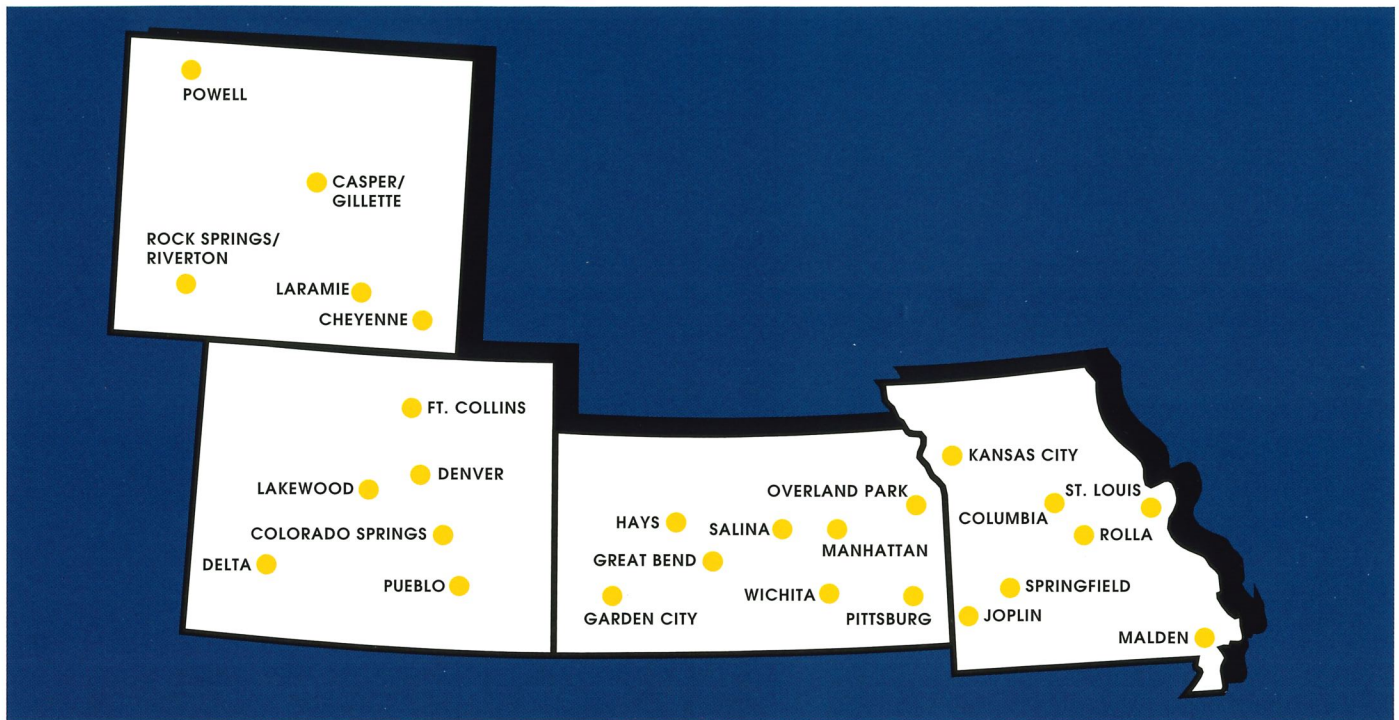 POWELL
CASPER/
GILLETTE
ROCK SPRINGS/
RIVERTON
LARAMIE
CHEYENNE
FT. COLLINS
DENVER
LAKEWOOD
COLORADO SPRINGS
DELTA
PUEBLO
OVERLAND PARK
HAYS
SALINA
MANHATTAN
GREAT BEND
WICHITA
GARDEN CITY
PITTSBURG
KANSAS CITY
ST. LOUIS
COLUMBIA
ROLLA
SPRINGFIELD
JOPLIN
MALDEN